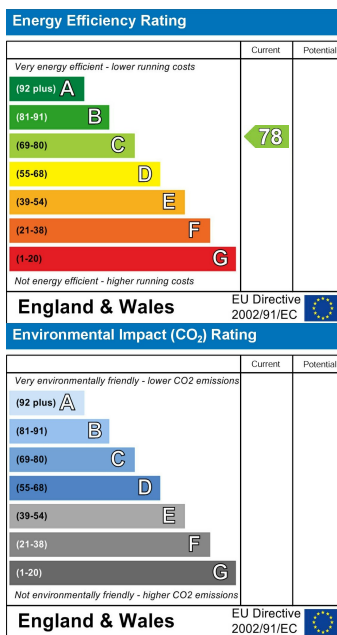 Energy Efficiency Rating
Current Potential
Very energy efficient - lower running costs
(92 plus) A
(81-91) B
(69-80) C
78
(55-68) D
(39-54) E
(21-38) F
(1-20) G
Not energy efficient - higher running costs
England & Wales
EU Directive
2002/91/EC
Environmental Impact (CO₂) Rating
Current Potential
Very environmentally friendly - lower CO2 emissions
(92 plus) A
(81-91) B
(69-80) C
(55-68) D
(39-54) E
(21-38) F
(1-20) G
Not environmentally friendly - higher CO2 emissions
England & Wales
EU Directive
2002/91/EC